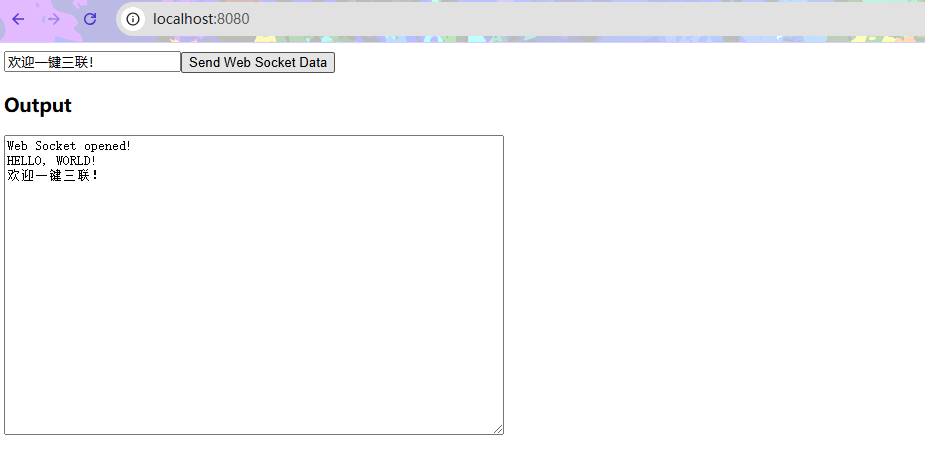 localhost:8080
欢迎一键三联!
Send Web Socket Data
Output
Web Socket opened!
HELLO, WORLD!
欢迎一键三联!